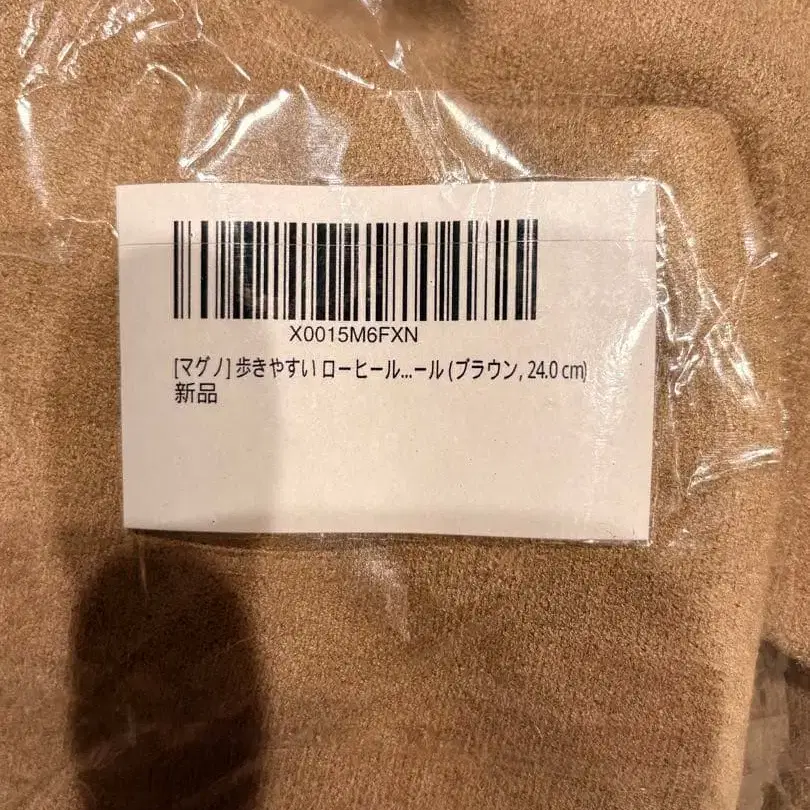 X0015M6FXN
[マグノ] 歩きやすい ローヒール...ール (ブラウン, 24.0 cm)
新品